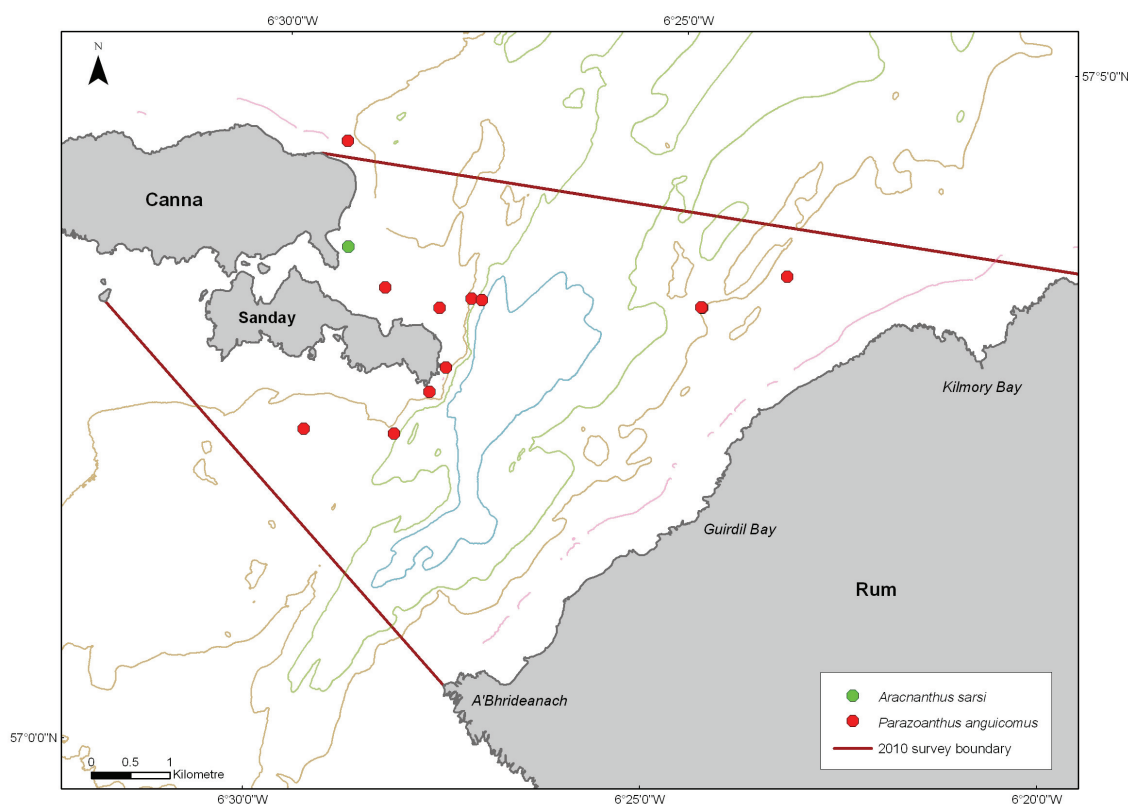 6°30'0"W
6°25'0"W
N
57°5'0"N
Canna
Sanday
Kilmory Bay
Guirdil Bay
Rum
A'Bhrideanach
Aracnanthus sarsi
Parazoanthus anguicomus
2010 survey boundary
57°0'0"N
0 0.5 1
Kilometre
6°30'0"W
6°25'0"W
6°20'0"W